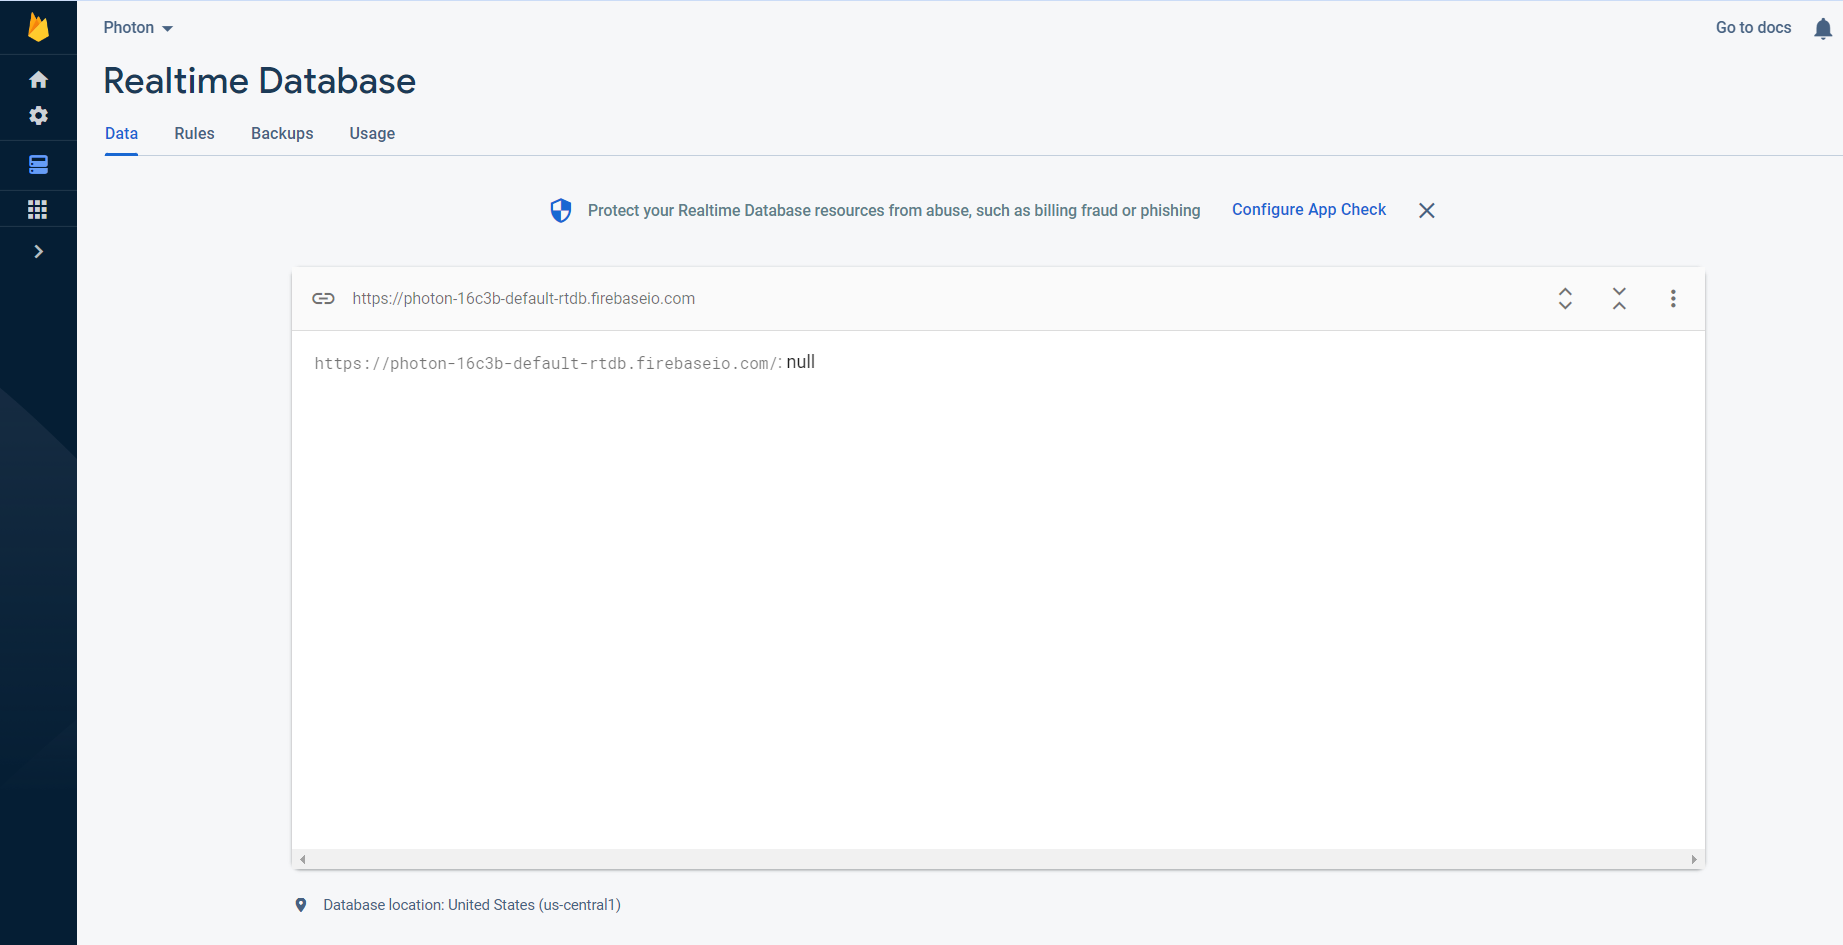 Photon
Go to docs
Realtime Database
Data Rules Backups Usage
Protect your Realtime Database resources from abuse, such as billing fraud or phishing Configure App Check
https://photon-16c3b-default-rtdb.firebaseio.com
https://photon-16c3b-default-rtdb.firebaseio.com/: null
Database location: United States (us-central1)